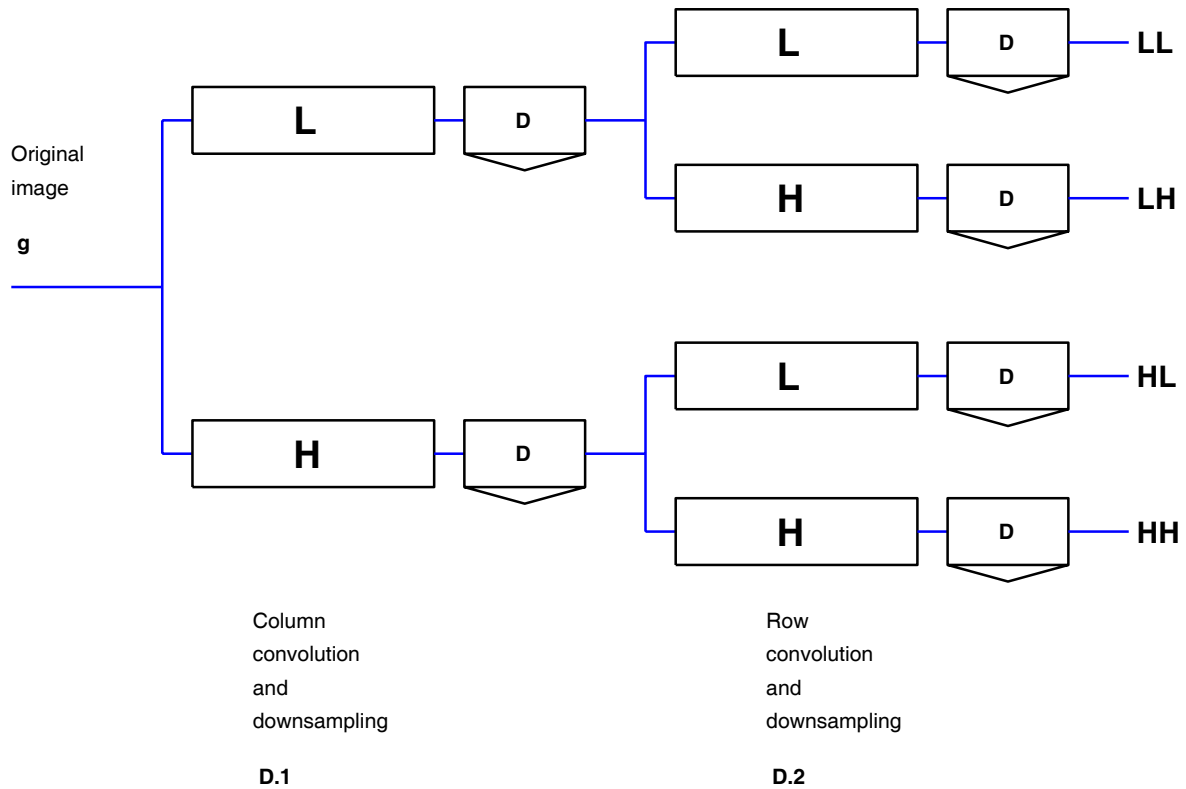 L
D
LL
L
D
Original
image
H
D
LH
g
L
D
HL
H
D
H
D
HH
Column
convolution
and
downsampling
Row
convolution
and
downsampling
D.1
D.2